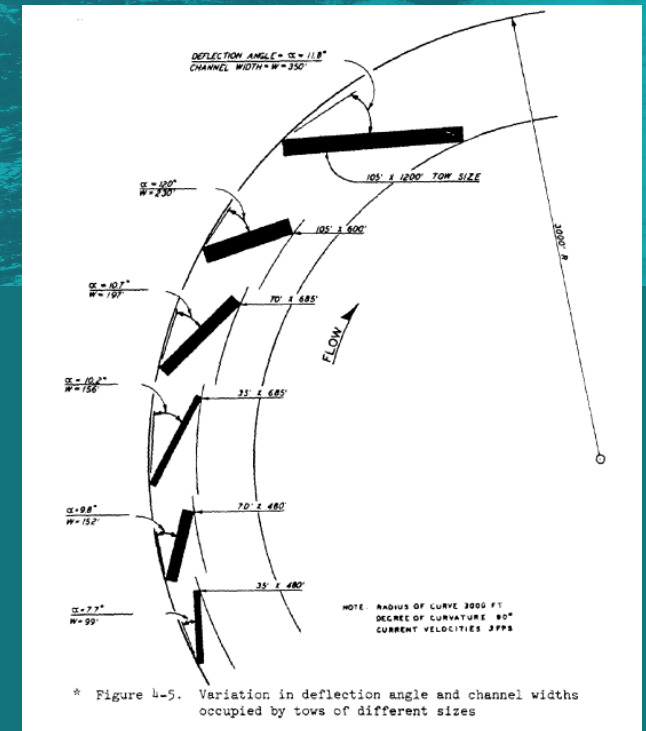 DEFLECTION ANGLE = α = 11.8°
CHANNEL WIDTH = W = 350'
105' X 1200' TOW SIZE
α = 12.0°
W = 230'
105' X 600'
3000' R
α = 10.7°
W = 197'
70' X 685'
FLOW
α = 10.2°
W = 156'
35' X 685'
α = 9.8°
W = 152'
70' X 480'
35' X 480'
α = 7.7°
W = 99'
NOTE: RADIUS OF CURVE 3000 FT
DEGREE OF CURVATURE 90°
CURRENT VELOCITIES 3 FPS
* Figure 4-5. Variation in deflection angle and channel widths
occupied by tows of different sizes